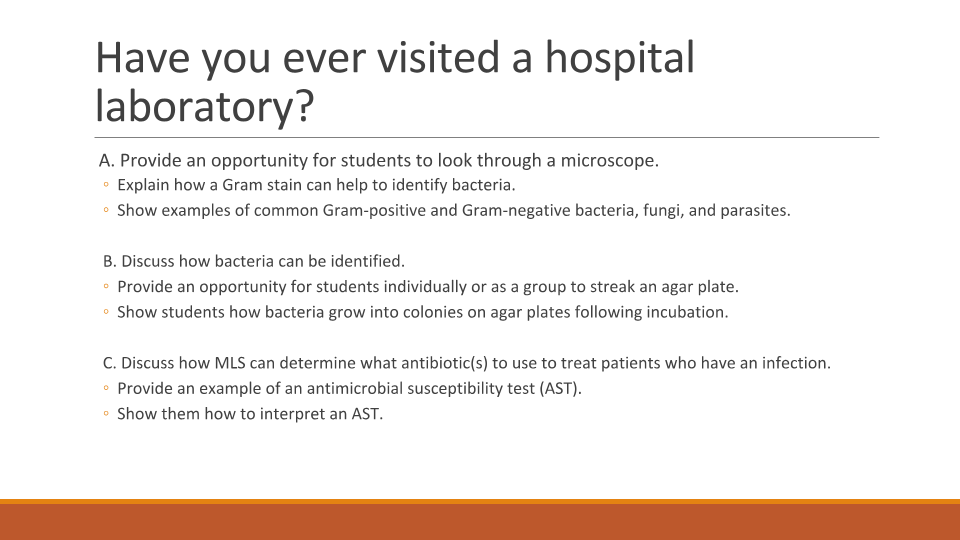 Have you ever visited a hospital
laboratory?
A. Provide an opportunity for students to look through a microscope.
◦ Explain how a Gram stain can help to identify bacteria.
◦ Show examples of common Gram-positive and Gram-negative bacteria, fungi, and parasites.
B. Discuss how bacteria can be identified.
◦ Provide an opportunity for students individually or as a group to streak an agar plate.
◦ Show students how bacteria grow into colonies on agar plates following incubation.
C. Discuss how MLS can determine what antibiotic(s) to use to treat patients who have an infection.
◦ Provide an example of an antimicrobial susceptibility test (AST).
◦ Show them how to interpret an AST.